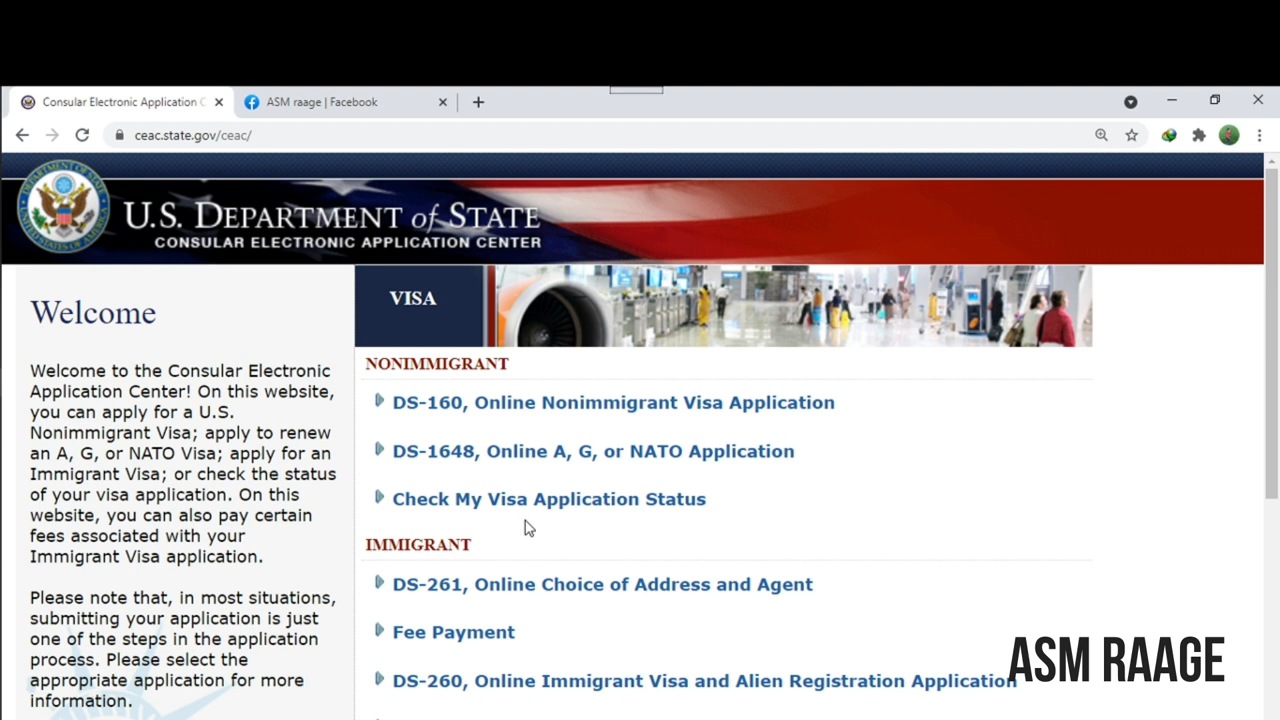 Consular Electronic Application C
ASM raage | Facebook
ceac.state.gov/ceac/
U.S. DEPARTMENT of STATE
CONSULAR ELECTRONIC APPLICATION CENTER
Welcome
Welcome to the Consular Electronic
Application Center! On this website,
you can apply for a U.S.
Nonimmigrant Visa; apply to renew
an A, G, or NATO Visa; apply for an
Immigrant Visa; or check the status
of your visa application. On this
website, you can also pay certain
fees associated with your
Immigrant Visa application.
Please note that, in most situations,
submitting your application is just
one of the steps in the application
process. Please select the
appropriate application for more
information.
VISA
NONIMMIGRANT
DS-160, Online Nonimmigrant Visa Application
DS-1648, Online A, G, or NATO Application
Check My Visa Application Status
IMMIGRANT
DS-261, Online Choice of Address and Agent
Fee Payment
DS-260, Online Immigrant Visa and Alien Registration Application
ASM RAAGE